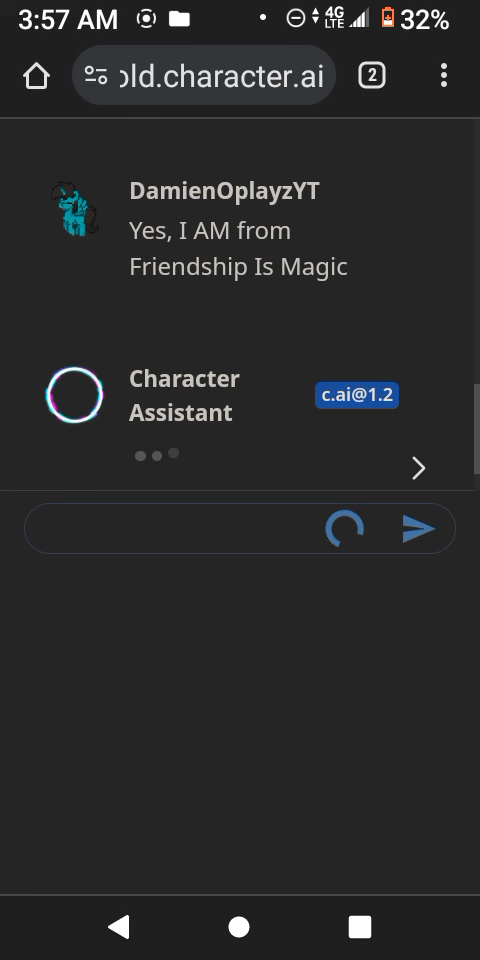 3:57 AM
4G
LTE
32%
old.character.ai
2
DamienOplayzYT
Yes, I AM from
Friendship Is Magic
Character
Assistant
c.ai@1.2